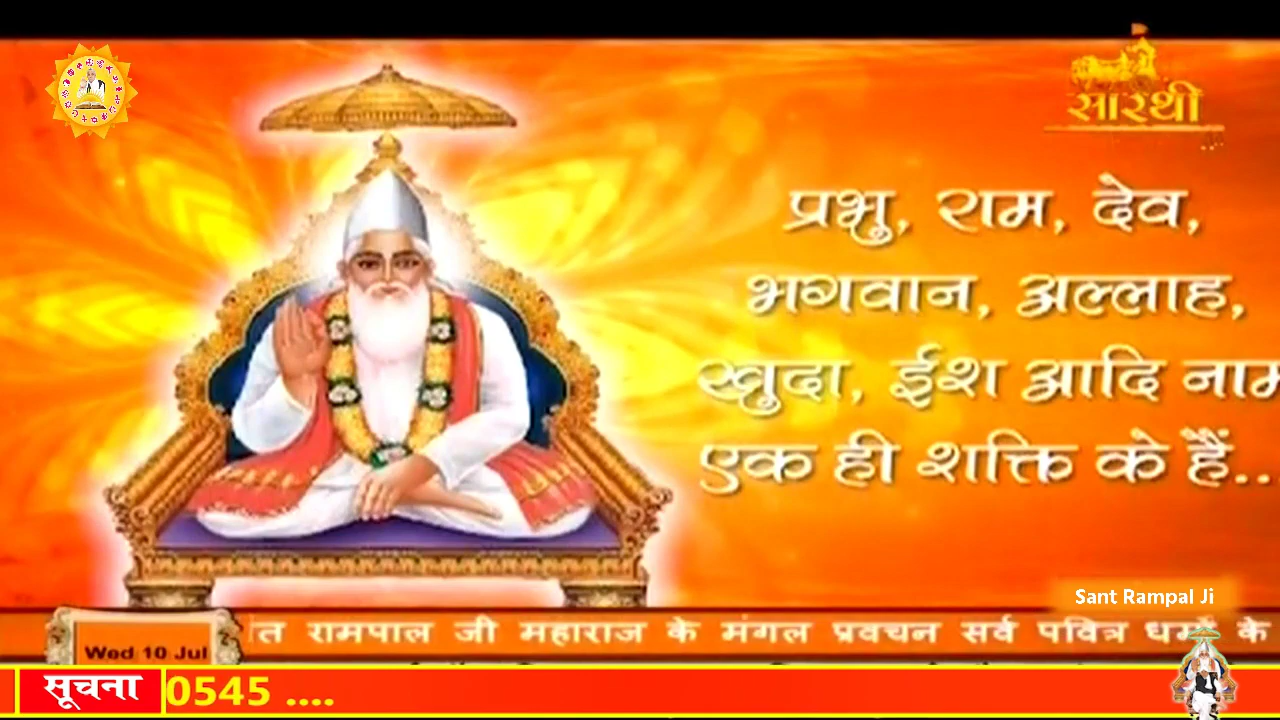 सारथी
प्रभु, राम, देव,
भगवान, अल्लाह,
खुदा, ईश आदि नाम
एक ही शक्ति के हैं..
Sant Rampal Ji
रामपाल जी महाराज के मंगल प्रवचन सर्व पवित्र के
Wed 10 Jul
सूचना 0545 ....